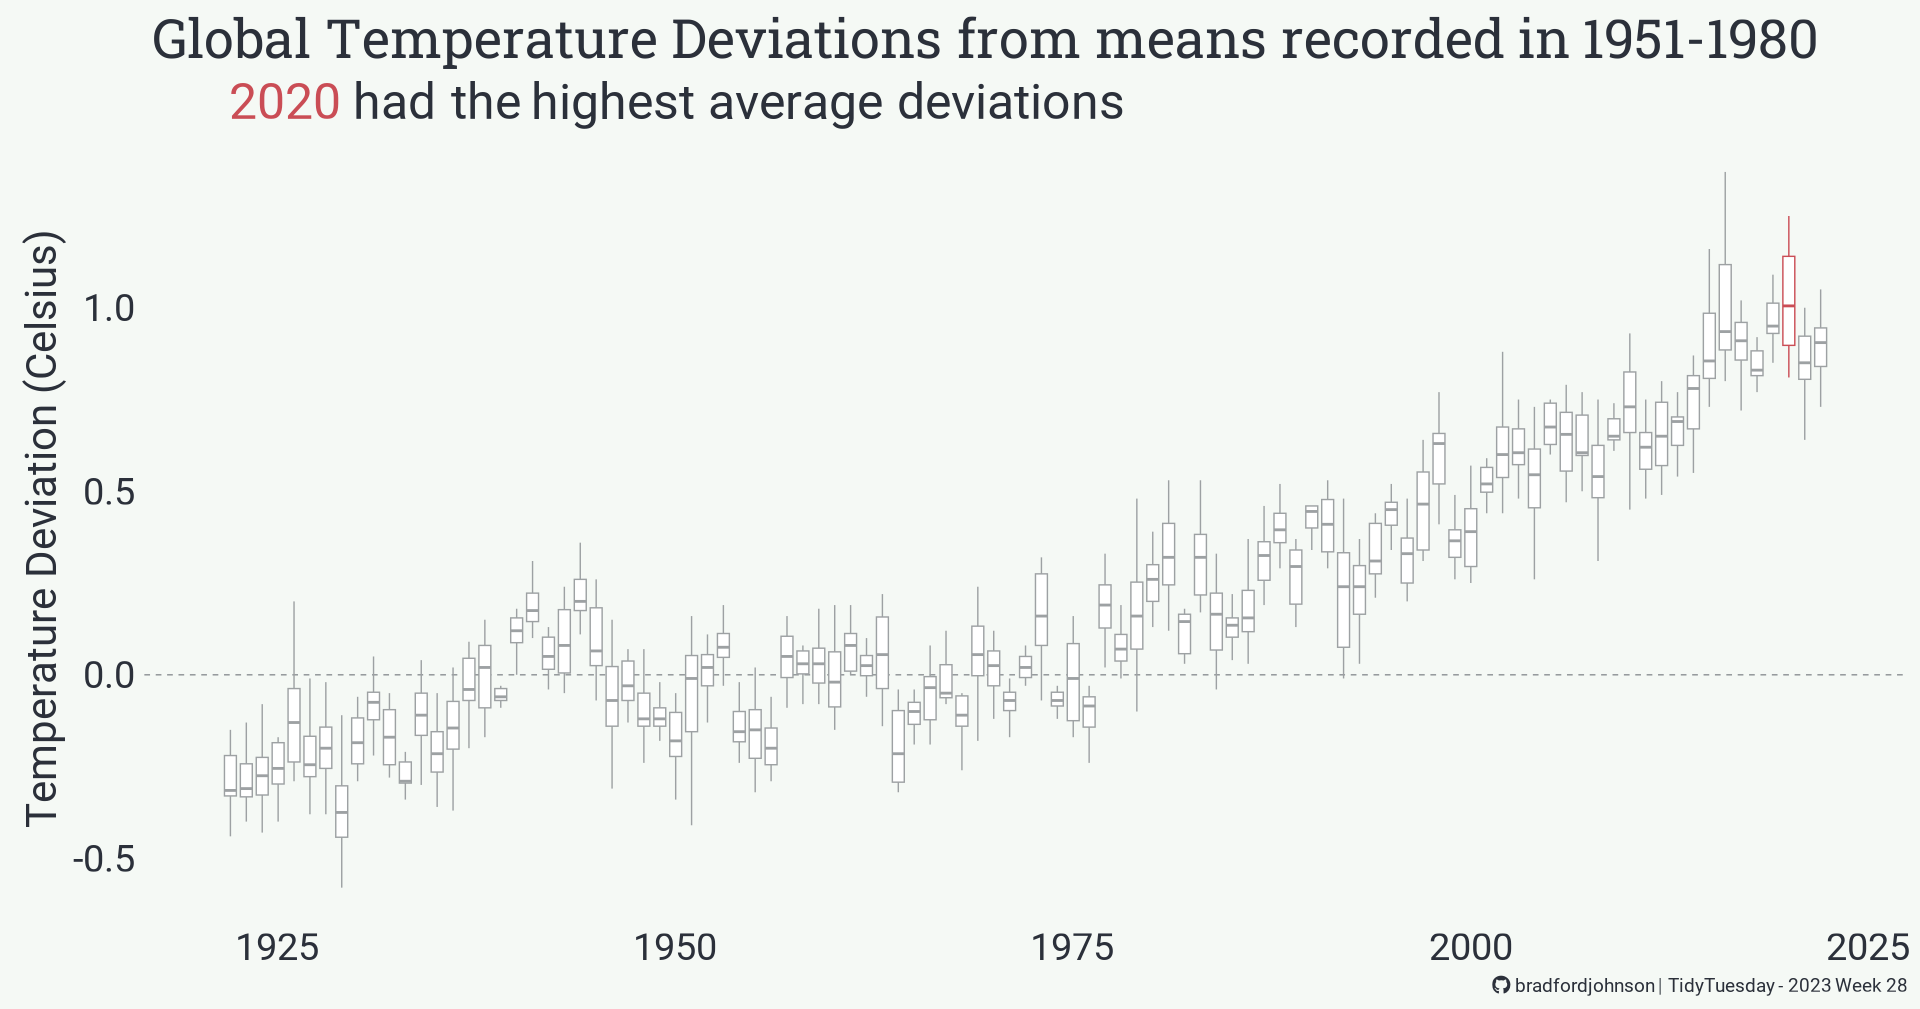 Global Temperature Deviations from means recorded in 1951-1980
2020 had the highest average deviations
Temperature Deviation (Celsius)
1.0
0.5
0.0
-0.5
1925 1950 1975 2000 2025
bradfordjohnson | TidyTuesday - 2023 Week 28